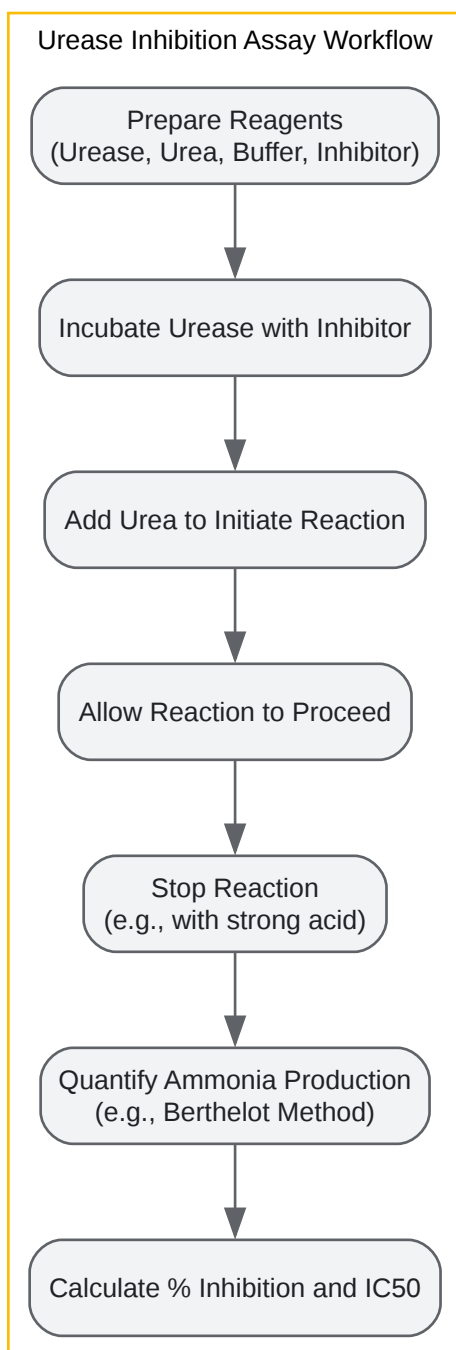 Urease Inhibition Assay Workflow
Prepare Reagents
(Urease, Urea, Buffer, Inhibitor)
Incubate Urease with Inhibitor
Add Urea to Initiate Reaction
Allow Reaction to Proceed
Stop Reaction
(e.g., with strong acid)
Quantify Ammonia Production
(e.g., Berthelot Method)
Calculate % Inhibition and IC50